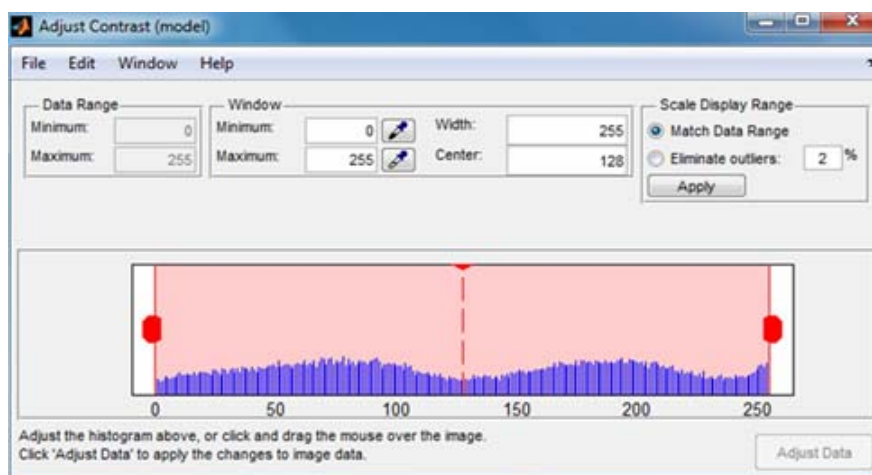 Adjust Contrast (model)
File Edit Window Help
Data Range
Minimum: 0
Maximum: 255
Window
Minimum: 0
Maximum: 255
Width: 255
Center: 128
Scale Display Range
Match Data Range
Eliminate outliers: 2 %
Apply
0 50 100 150 200 250
Adjust the histogram above, or click and drag the mouse over the image.
Click 'Adjust Data' to apply the changes to image data.
Adjust Data